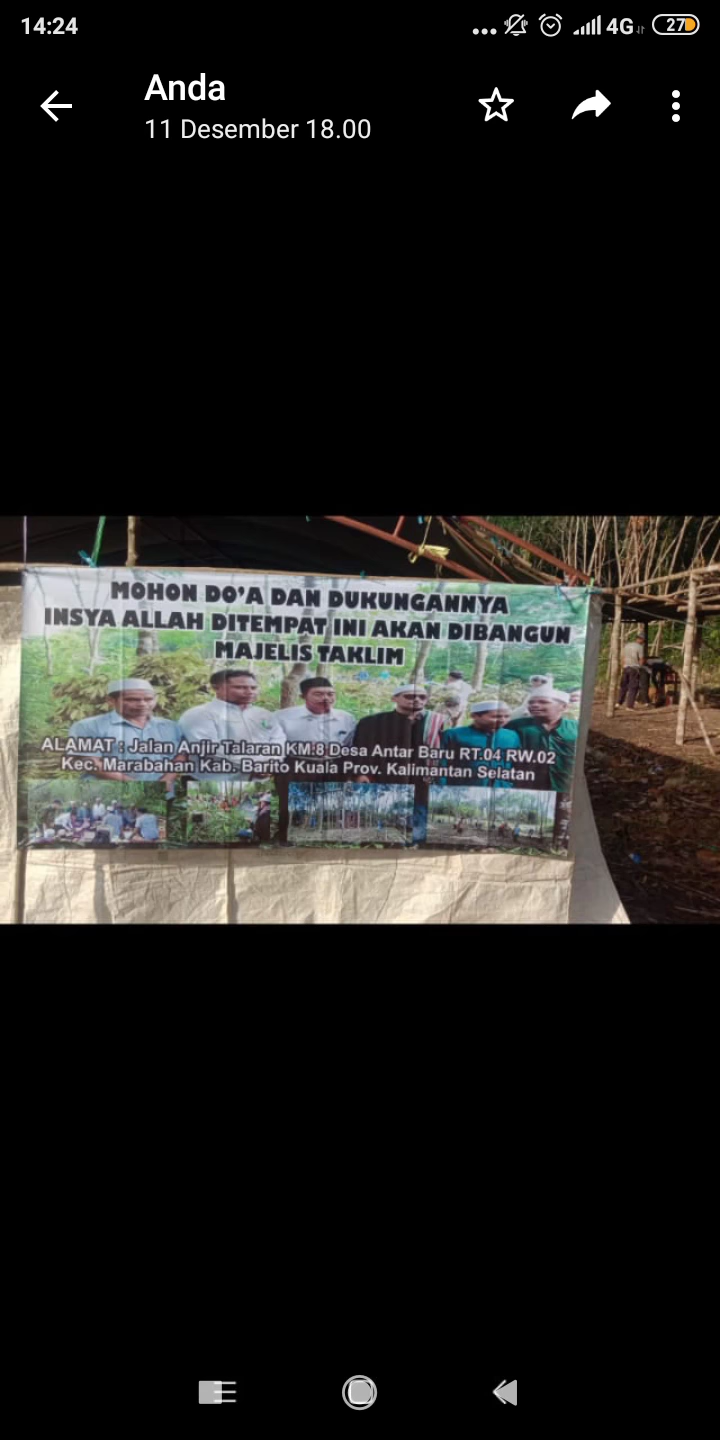 14:24
4G
27
Anda
11 Desember 18.00
MOHON DO'A DAN DUKUNGANNYA
INSYA ALLAH DITEMPAT INI AKAN DIBANGUN
MAJELIS TAKLIM
ALAMAT : Jalan Anjir Talaran KM.8 Desa Antar Baru RT.04 RW.02
Kec. Marabahan Kab. Barito Kuala Prov. Kalimantan Selatan